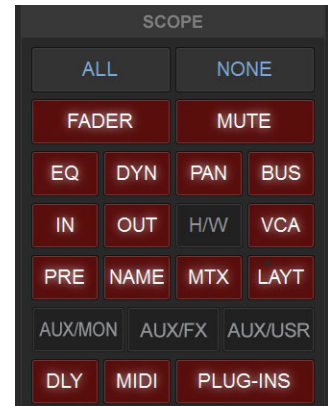 SCOPE
ALL NONE
FADER MUTE
EQ DYN PAN BUS
IN OUT H/W VCA
PRE NAME MTX LAYT
AUX/MON AUX/FX AUX/USR
DLY MIDI PLUG-INS